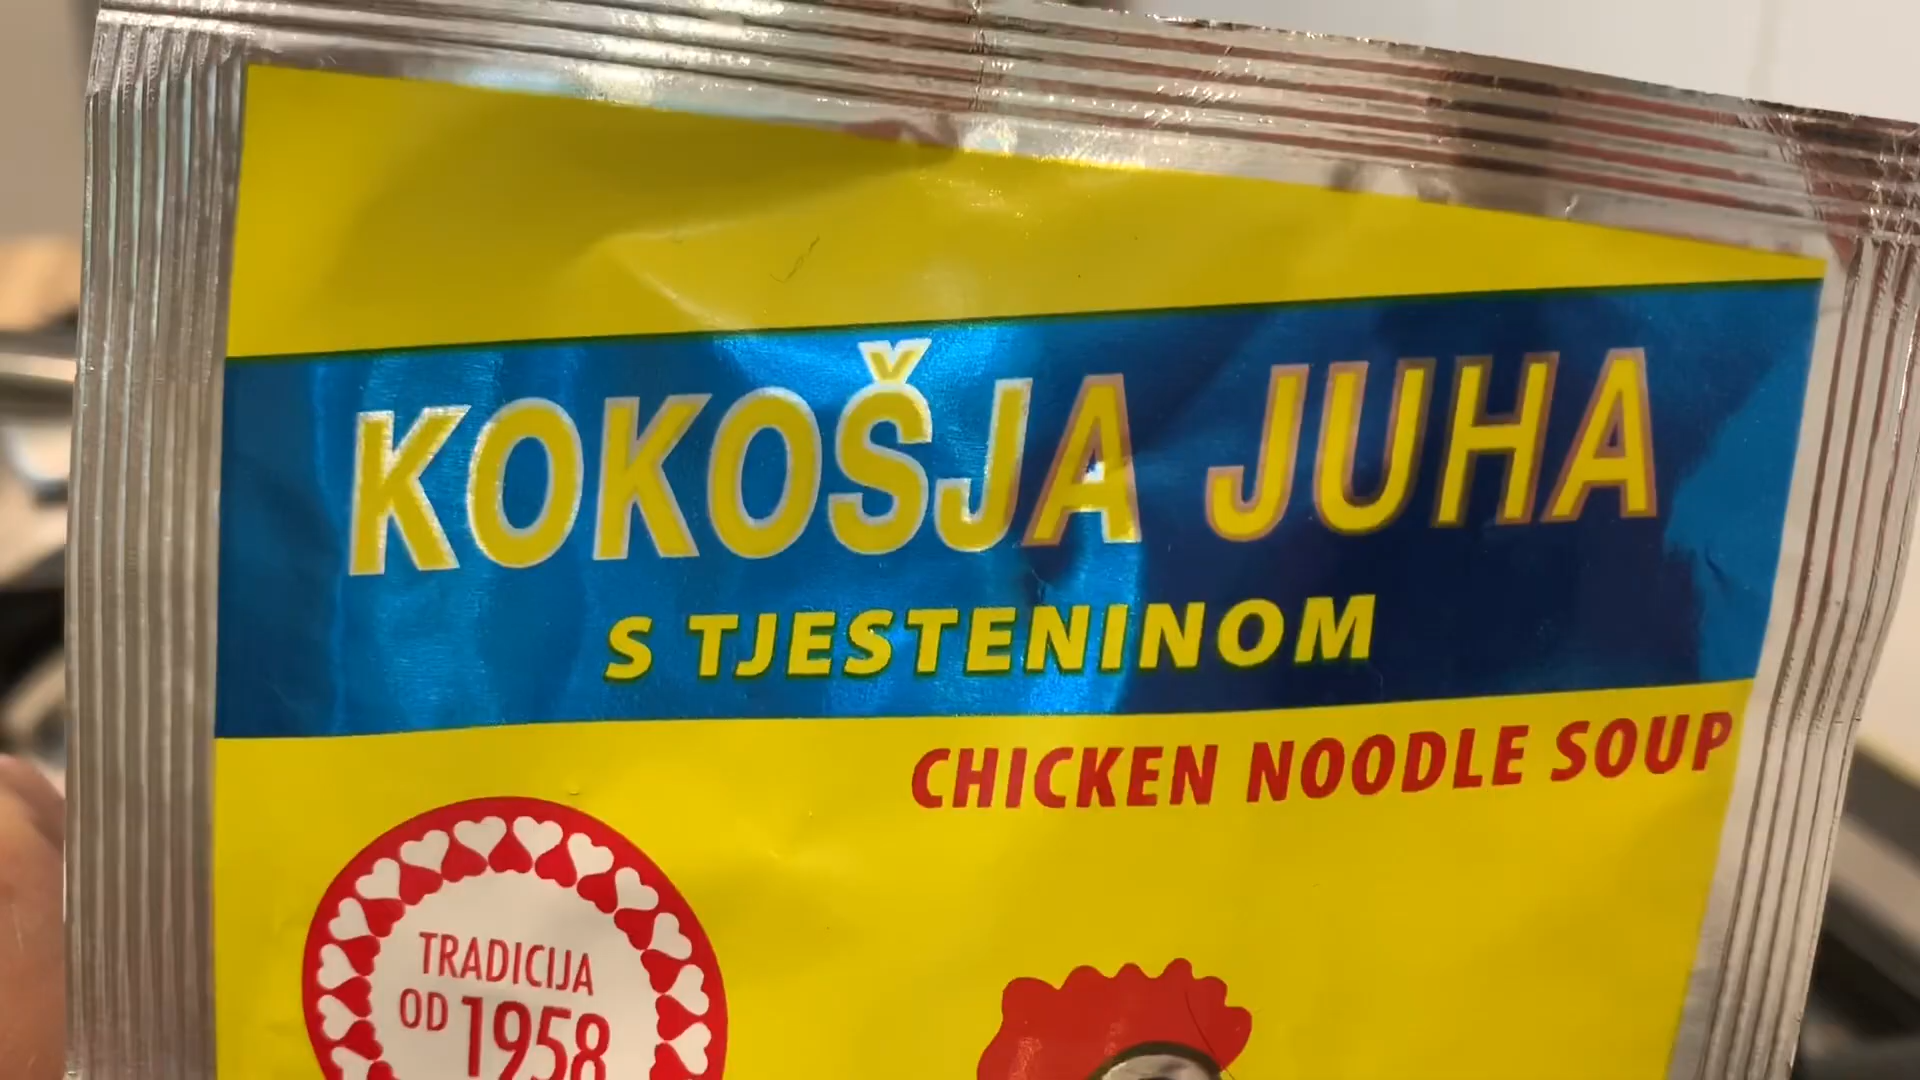 KOKOŠJA JUHA
S TJESTENINOM
CHICKEN NOODLE SOUP
TRADICIJA
OD 1958